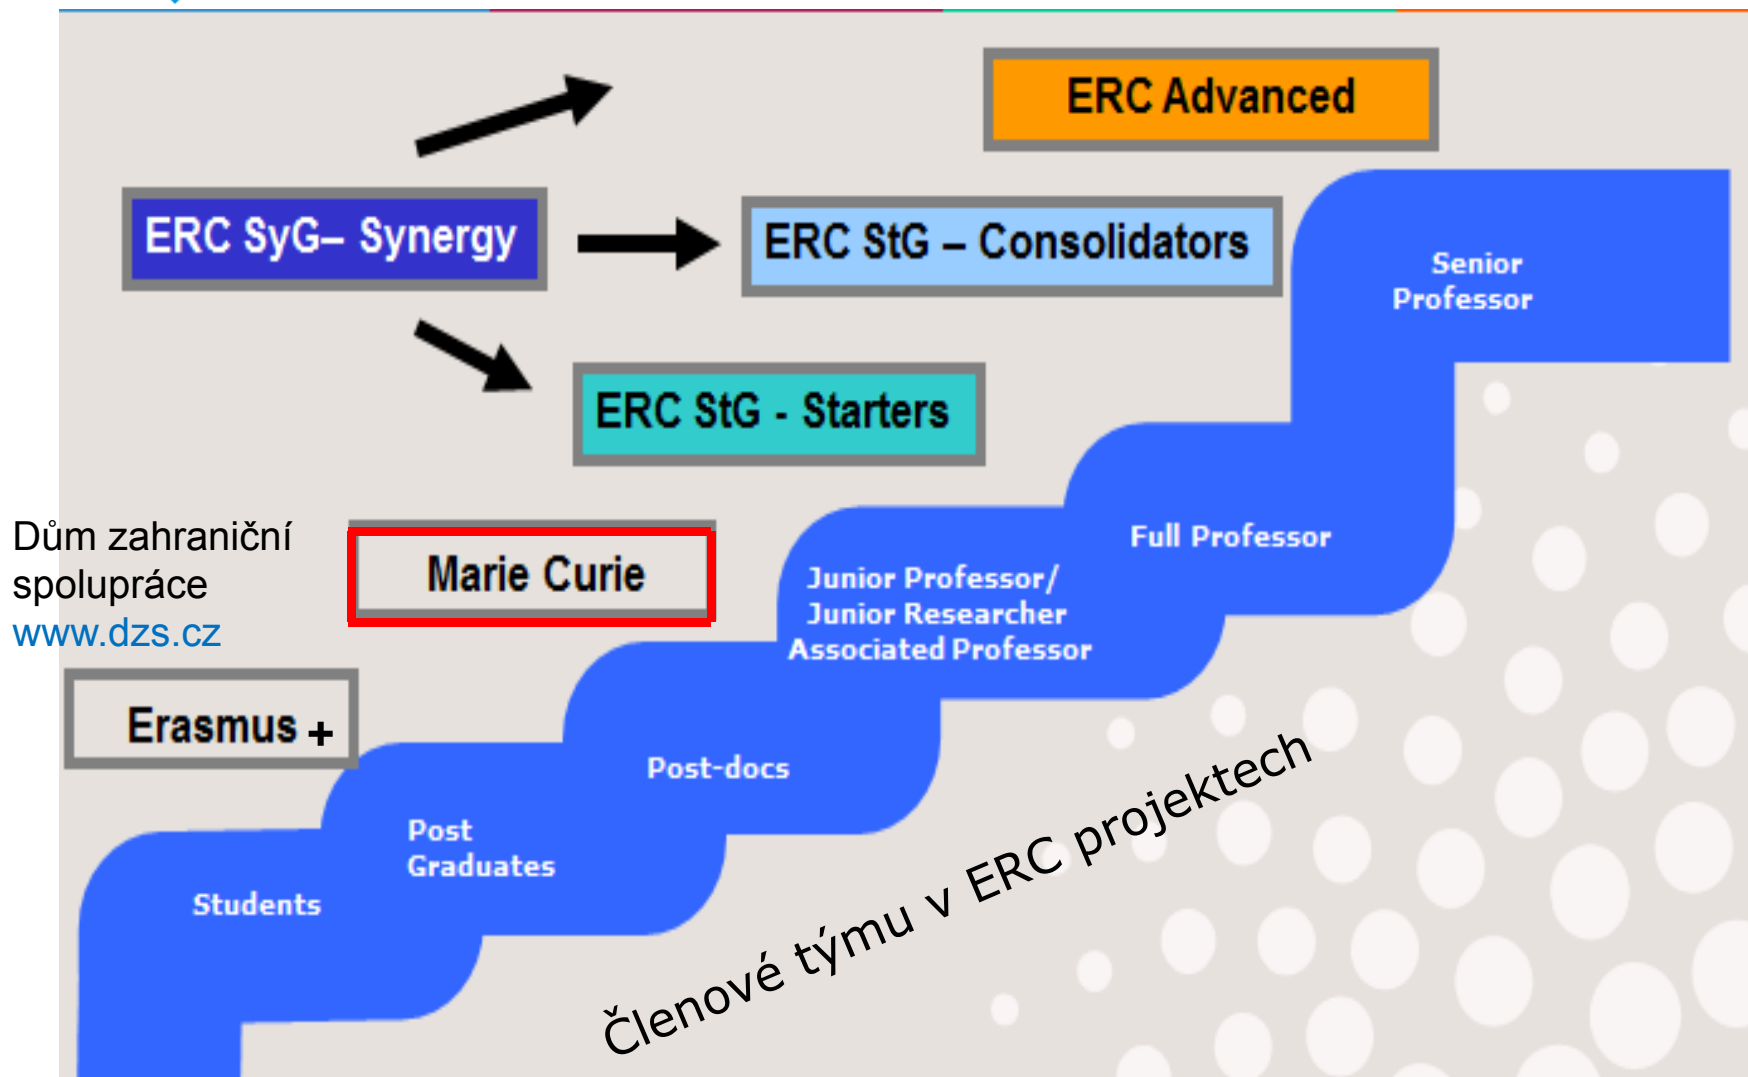 ERC Advanced
ERC SyG– Synergy
ERC StG – Consolidators
Senior
Professor
ERC StG - Starters
Dům zahraniční
spolupráce
www.dzs.cz
Marie Curie
Full Professor
Junior Professor/
Junior Researcher
Associated Professor
Erasmus +
Post-docs
Post
Graduates
Students
Členové týmu v ERC projektech